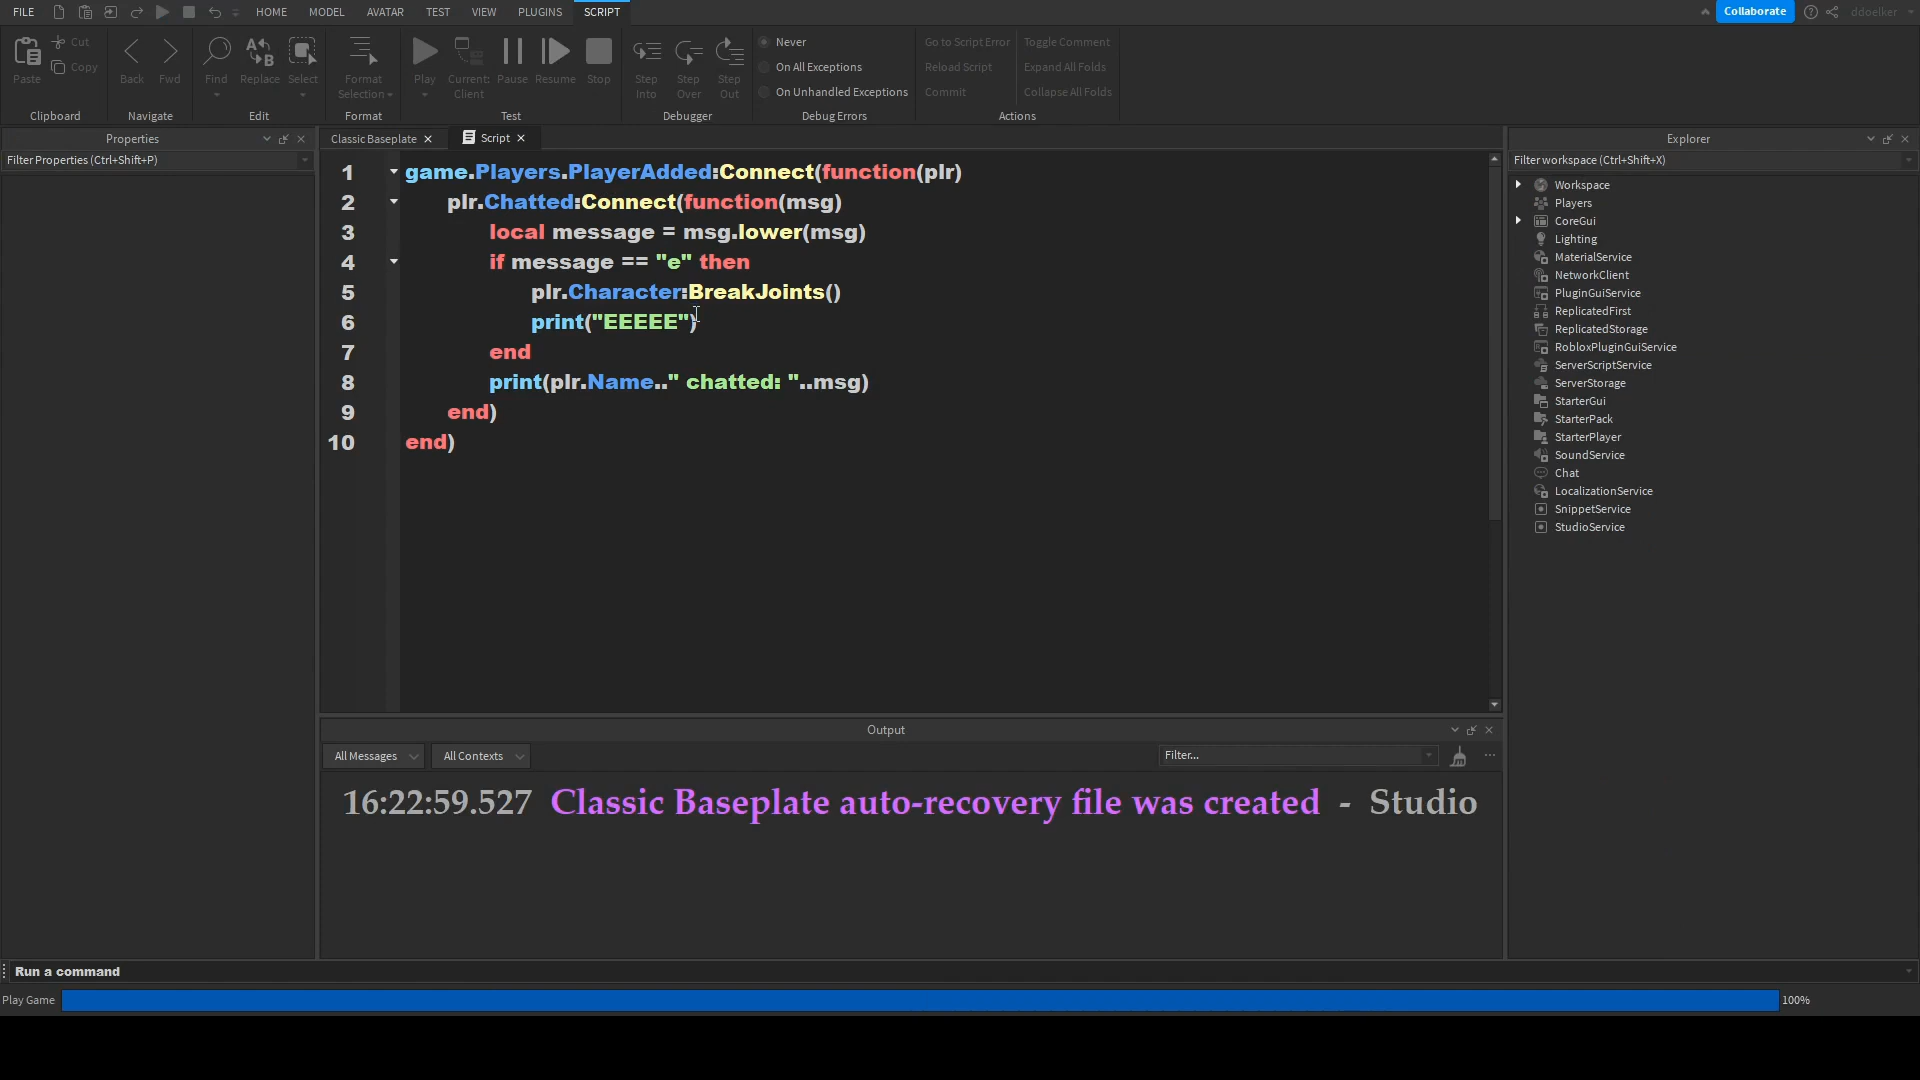 FILE HOME MODEL AVATAR TEST VIEW PLUGINS SCRIPT Collaborate ddoelker
Paste Cut Copy Back Fwd Find Replace Select Format Selection Play Current: Client Pause Resume Stop Step Into Step Over Step Out
Never Go to Script Error Toggle Comment
On All Exceptions Reload Script Expand All Folds
On Unhandled Exceptions Commit Collapse All Folds
Clipboard Navigate Edit Format Test Debugger Debug Errors Actions
Properties Classic Baseplate Script Explorer
Filter Properties (Ctrl+Shift+P) Filter workspace (Ctrl+Shift+X)
1 game.Players.PlayerAdded:Connect(function(plr)
2 plr.Chatted:Connect(function(msg)
3 local message = msg.lower(msg)
4 if message == "e" then
5 plr.Character:BreakJoints()
6 print("EEEEE")
7 end
8 print(plr.Name.." chatted: "..msg)
9 end)
10 end)
Workspace
Players
CoreGui
Lighting
MaterialService
NetworkClient
PluginGuiService
ReplicatedFirst
ReplicatedStorage
RobloxPluginGuiService
ServerScriptService
ServerStorage
StarterGui
StarterPack
StarterPlayer
SoundService
Chat
LocalizationService
SnippetService
StudioService
Output
All Messages All Contexts Filter...
16:22:59.527 Classic Baseplate auto-recovery file was created - Studio
Run a command
Play Game 100%